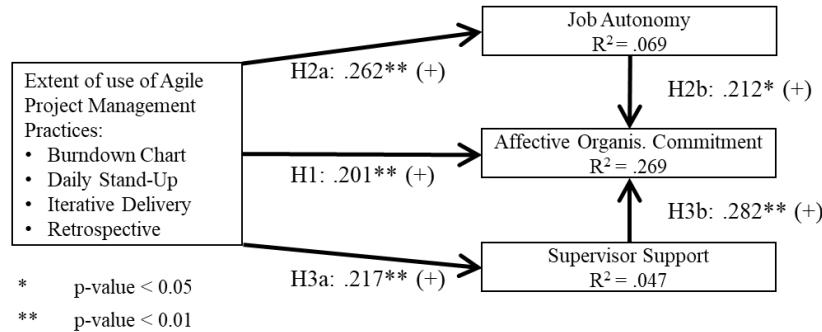 Job Autonomy
R² = .069
H2a: .262** (+)
H2b: .212* (+)
Extent of use of Agile
Project Management
Practices:
• Burndown Chart
• Daily Stand-Up
• Iterative Delivery
• Retrospective
Affective Organis. Commitment
R² = .269
H1: .201** (+)
H3b: .282** (+)
Supervisor Support
R² = .047
H3a: .217** (+)
* p-value < 0.05
** p-value < 0.01